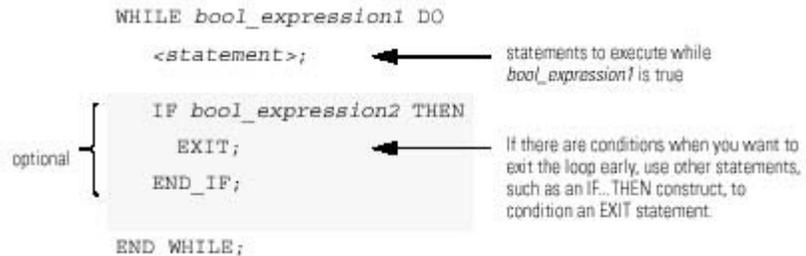 WHILE bool_expression1 DO
<statement>;
statements to execute while
bool_expression1 is true
optional
IF bool_expression2 THEN
EXIT;
END_IF;
If there are conditions when you want to
exit the loop early, use other statements,
such as an IF...THEN construct, to
condition an EXIT statement.
END WHILE;